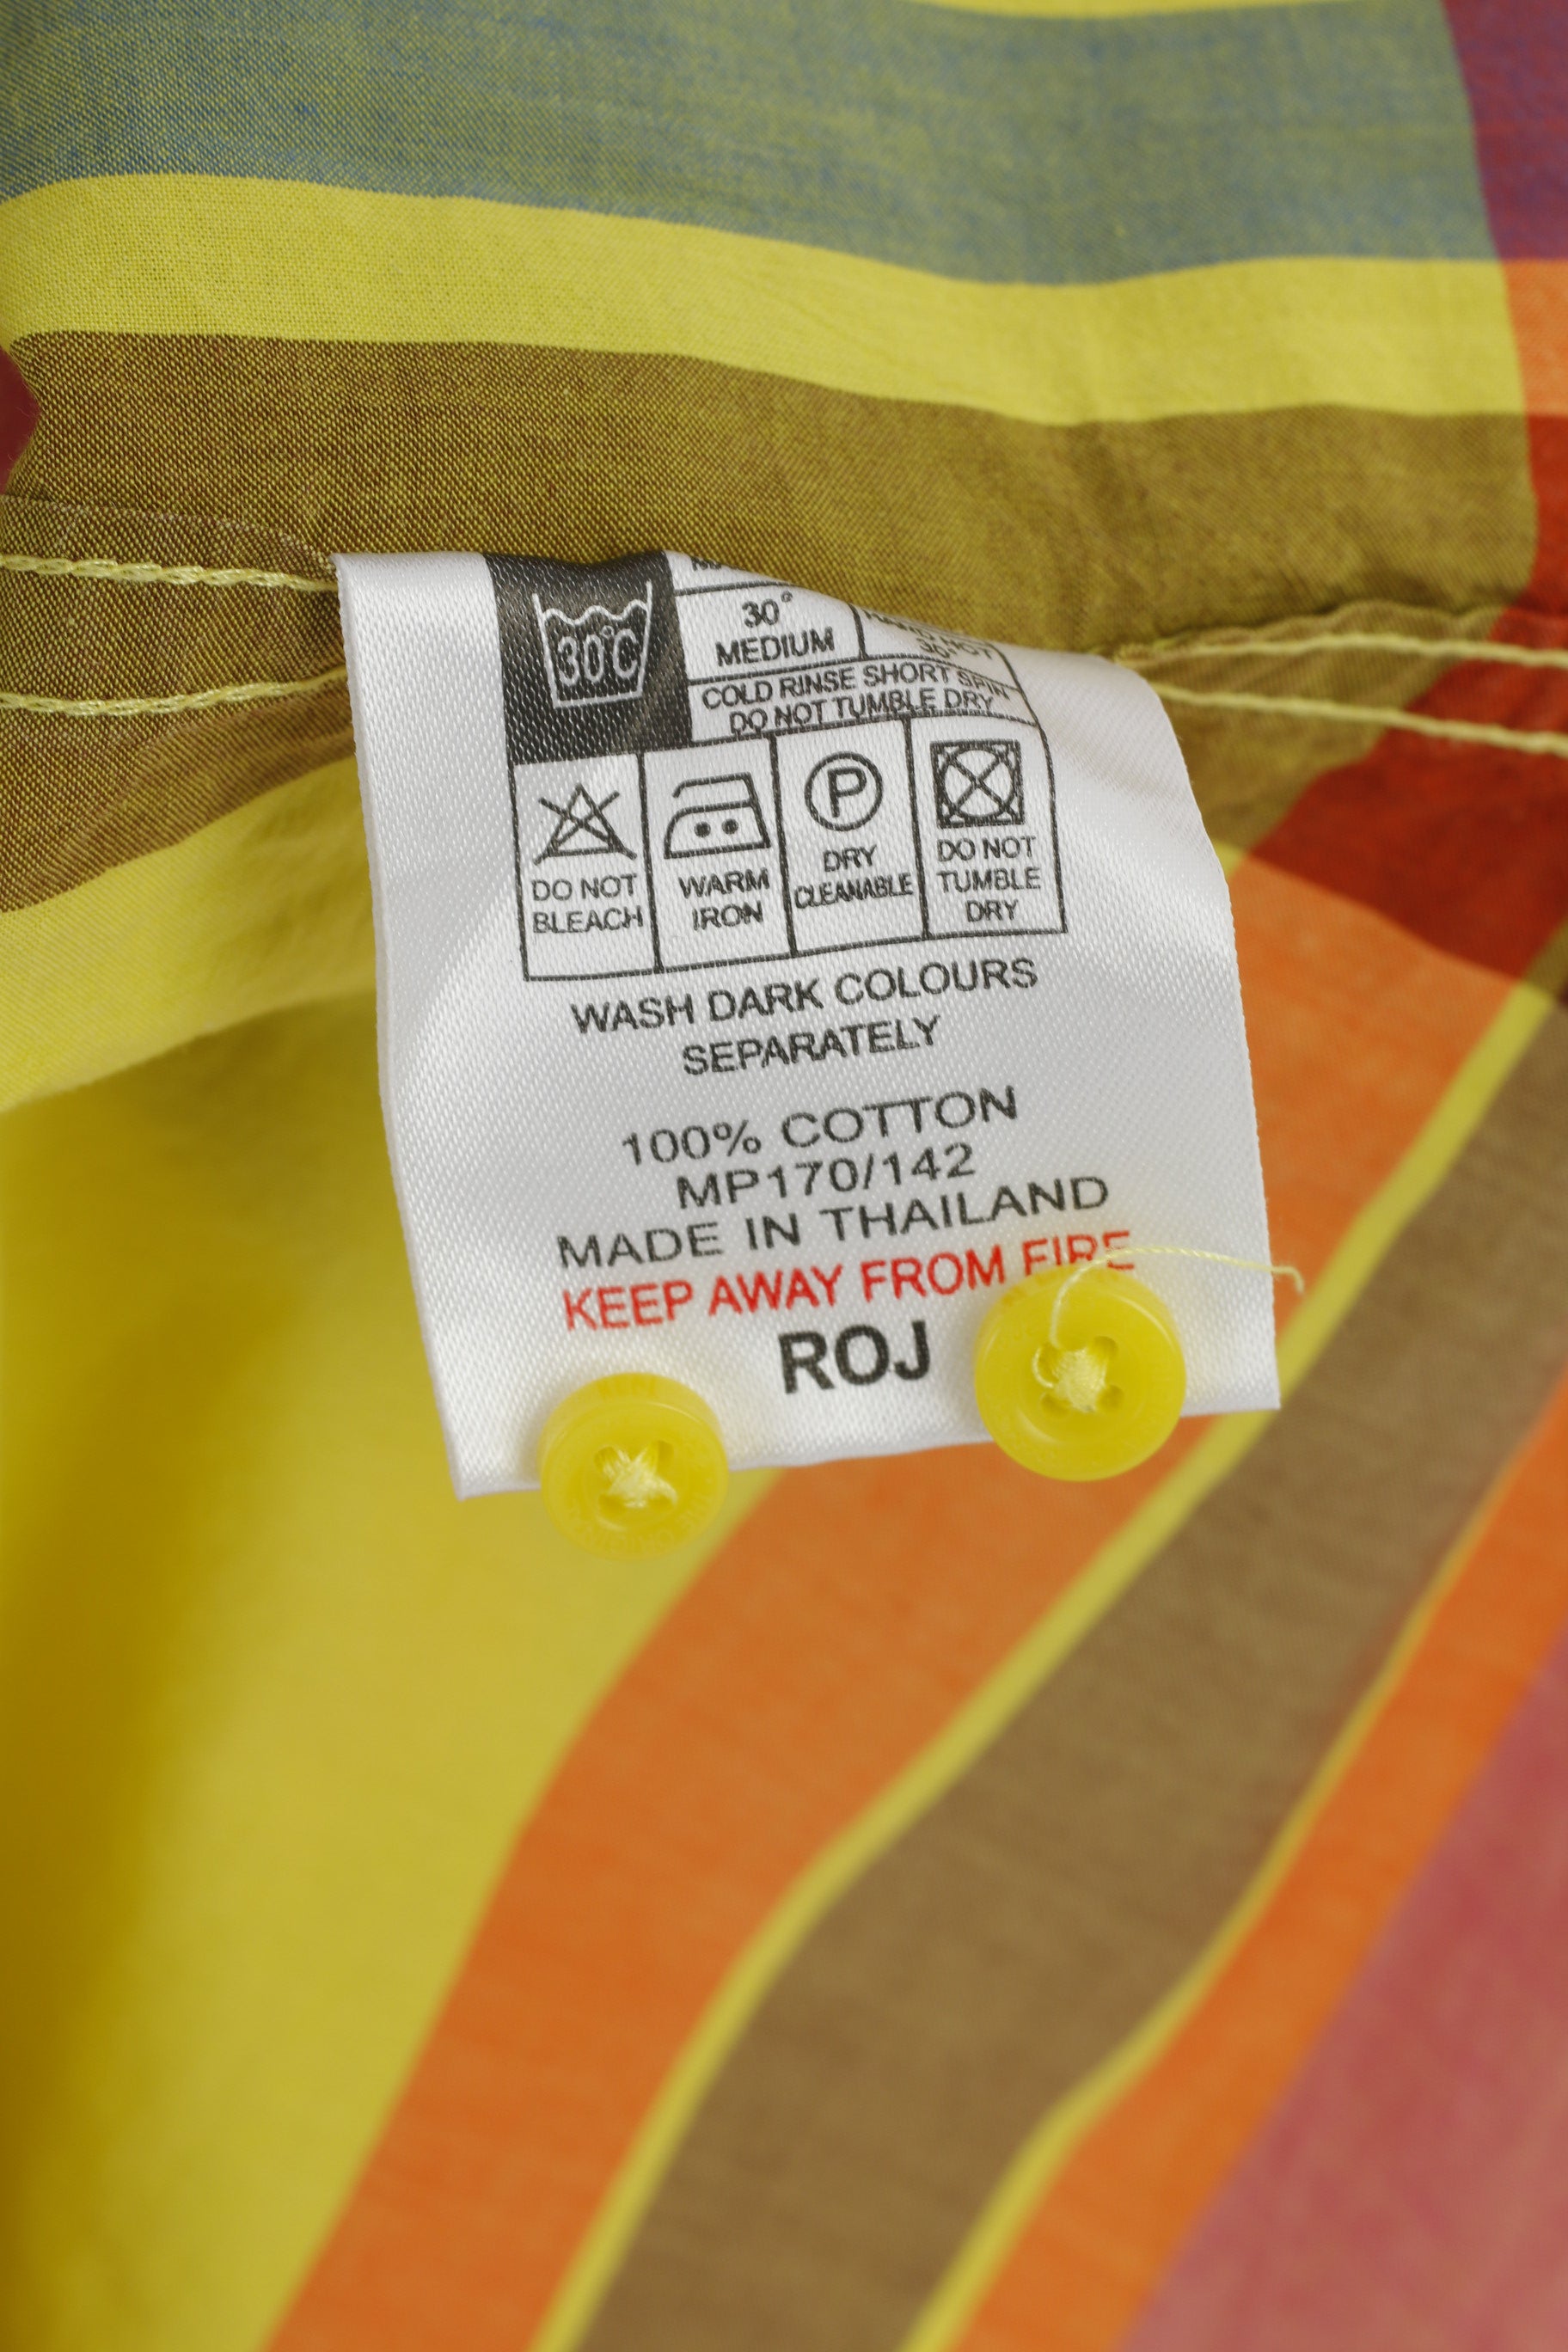 30°C
30°
MEDIUM
COLD RINSE SHORT SPIN
DO NOT TUMBLE DRY
P
DO NOT
BLEACH
WARM
IRON
DRY
CLEANABLE
DO NOT
TUMBLE
DRY
WASH DARK COLOURS
SEPARATELY
100% COTTON
MP170/142
MADE IN THAILAND
KEEP AWAY FROM FIRE
ROJ